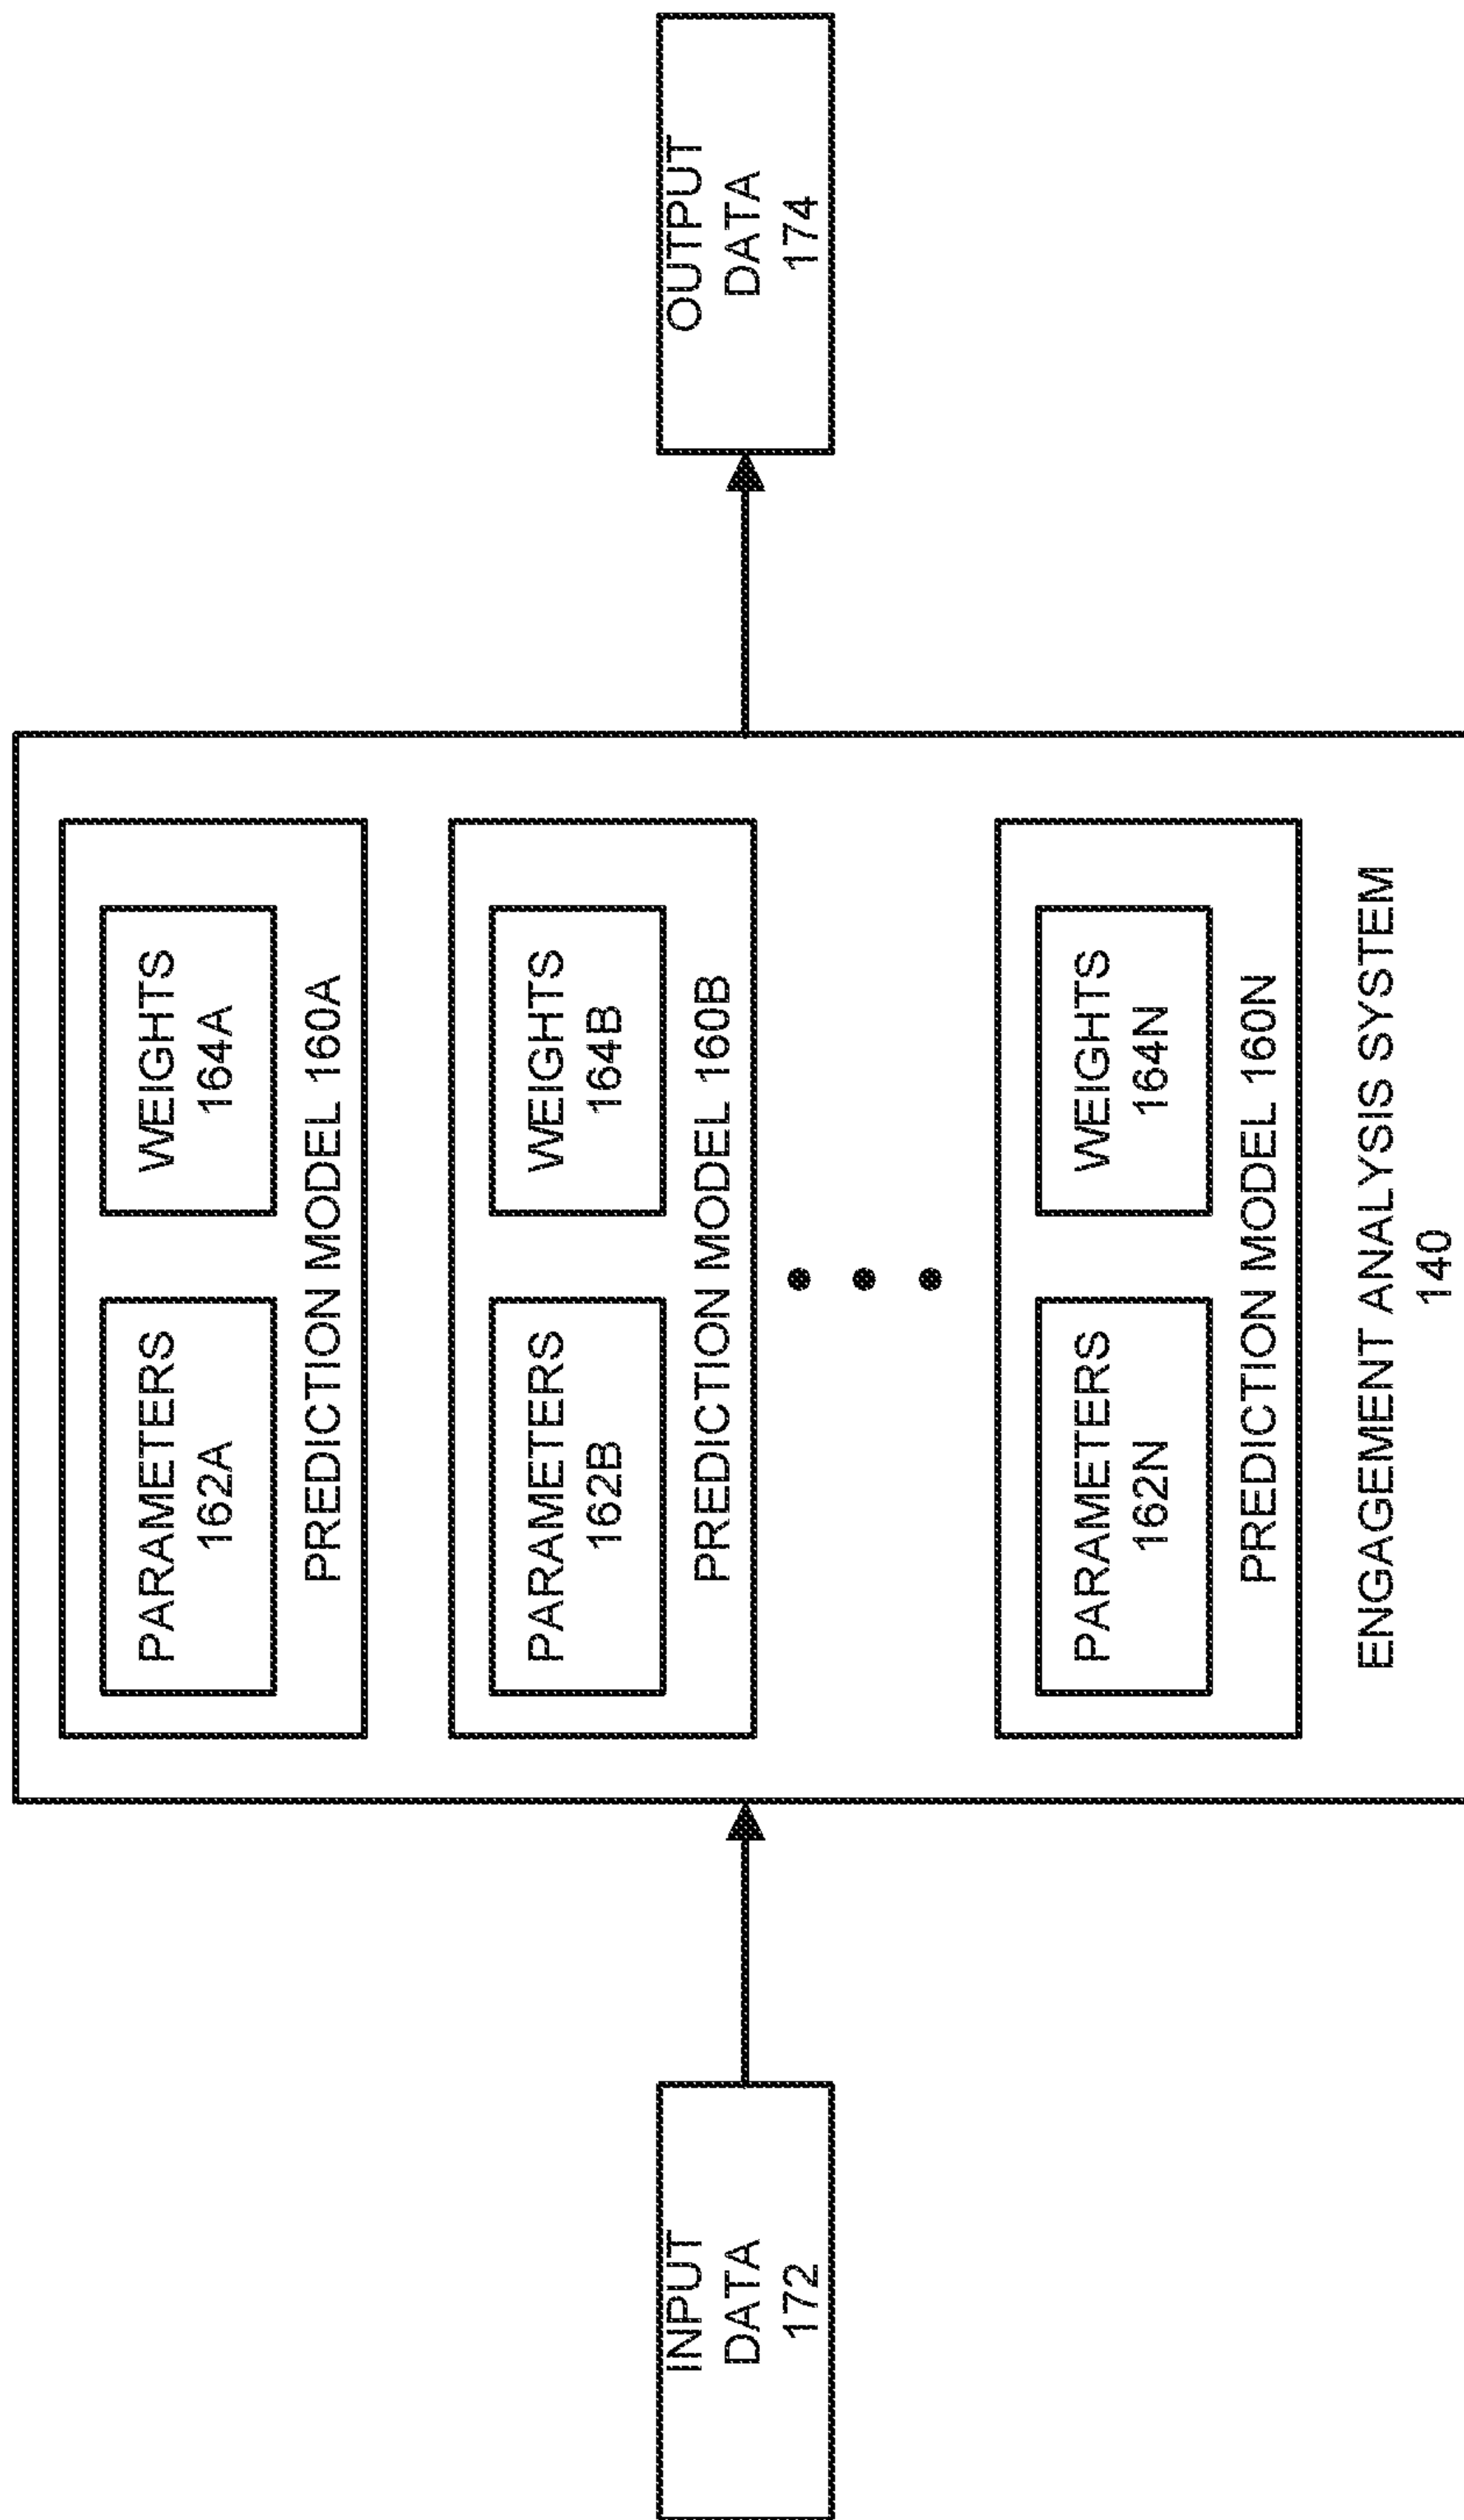 INPUT
DATA
172
PARAMETERS
162A
WEIGHTS
164A
PREDICTION MODEL 160A
PARAMETERS
162B
WEIGHTS
164B
PREDICTION MODEL 160B
PARAMETERS
162N
WEIGHTS
164N
PREDICTION MODEL 160N
ENGAGEMENT ANALYSIS SYSTEM
140
OUTPUT
DATA
174